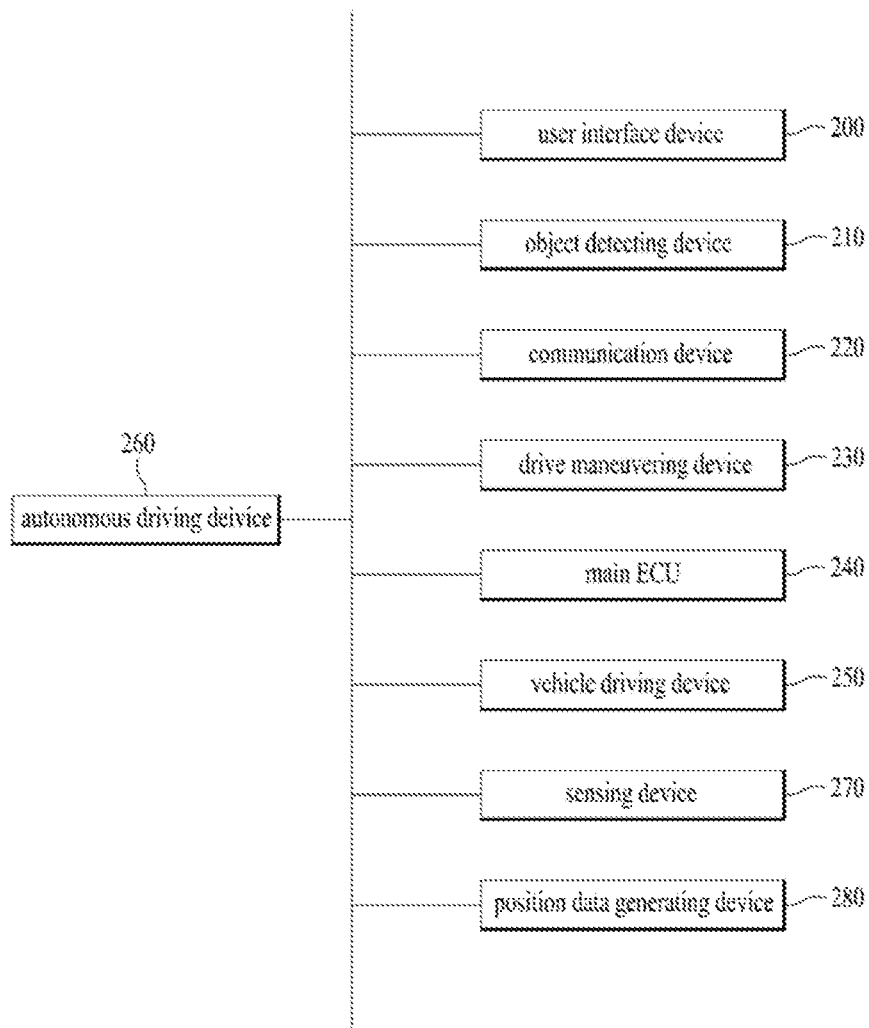 user interface device 200
object detecting device 210
communication device 220
drive maneuvering device 230
260
autonomous driving deivice
main ECU 240
vehicle driving device 250
sensing device 270
position data generating device 280